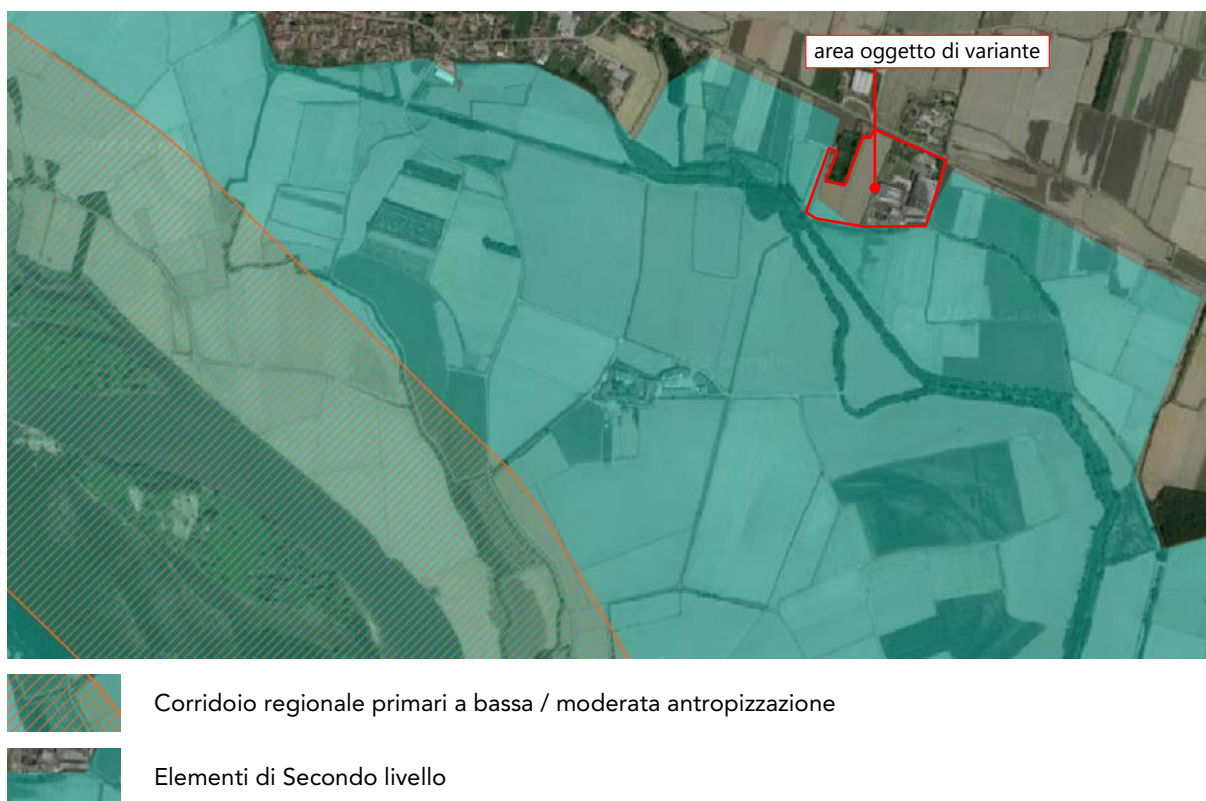 area oggetto di variante
Corridoio regionale primari a bassa / moderata antropizzazione
Elementi di Secondo livello